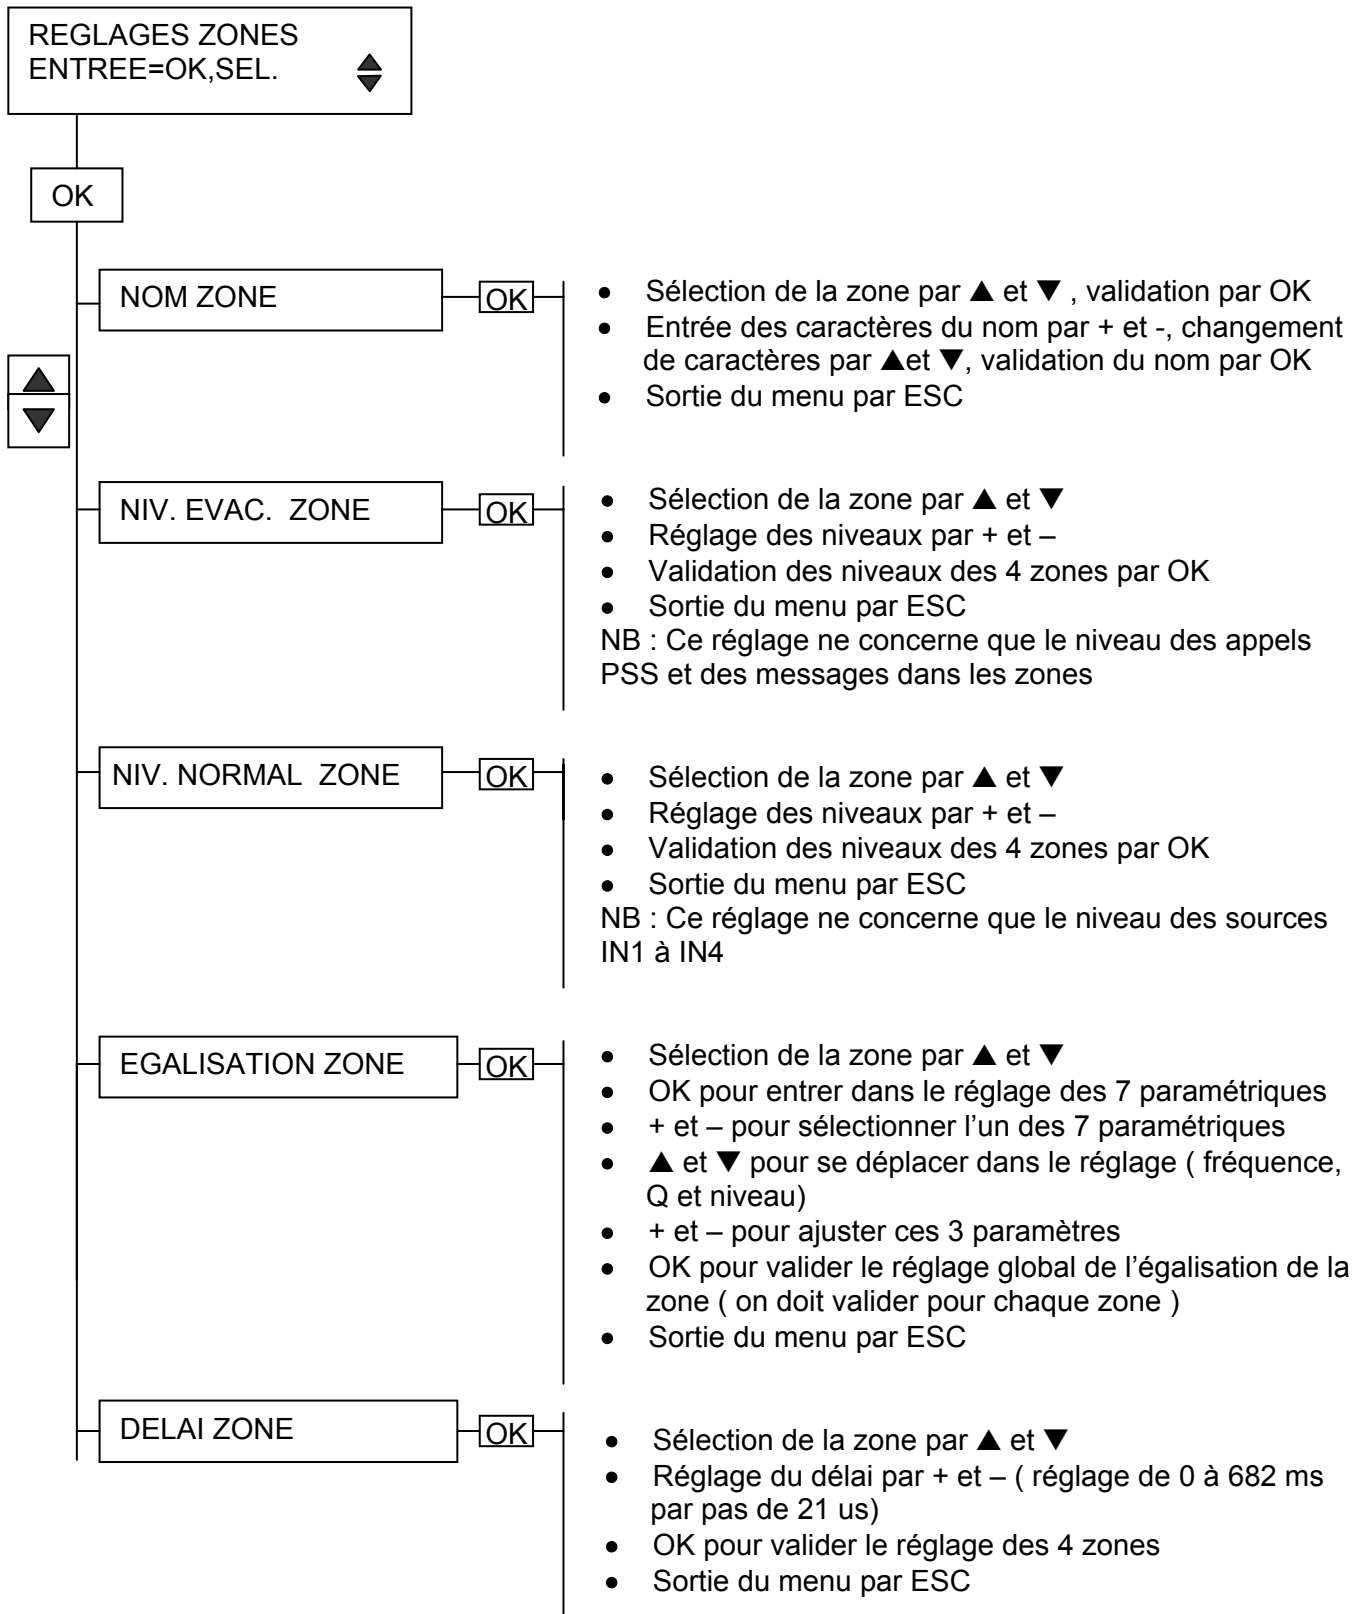 REGLAGES ZONES
ENTREE=OK,SEL.
OK
NOM ZONE
OK
• Sélection de la zone par ▲ et ▼ , validation par OK
• Entrée des caractères du nom par + et -, changement
de caractères par ▲et ▼, validation du nom par OK
• Sortie du menu par ESC
NIV. EVAC. ZONE
OK
• Sélection de la zone par ▲ et ▼
• Réglage des niveaux par + et –
• Validation des niveaux des 4 zones par OK
• Sortie du menu par ESC
NB : Ce réglage ne concerne que le niveau des appels
PSS et des messages dans les zones
NIV. NORMAL ZONE
OK
• Sélection de la zone par ▲ et ▼
• Réglage des niveaux par + et –
• Validation des niveaux des 4 zones par OK
• Sortie du menu par ESC
NB : Ce réglage ne concerne que le niveau des sources
IN1 à IN4
EGALISATION ZONE
OK
• Sélection de la zone par ▲ et ▼
• OK pour entrer dans le réglage des 7 paramétriques
• + et – pour sélectionner l’un des 7 paramétriques
• ▲ et ▼ pour se déplacer dans le réglage ( fréquence,
Q et niveau)
• + et – pour ajuster ces 3 paramètres
• OK pour valider le réglage global de l’égalisation de la
zone ( on doit valider pour chaque zone )
• Sortie du menu par ESC
DELAI ZONE
OK
• Sélection de la zone par ▲ et ▼
• Réglage du délai par + et – ( réglage de 0 à 682 ms
par pas de 21 us)
• OK pour valider le réglage des 4 zones
• Sortie du menu par ESC